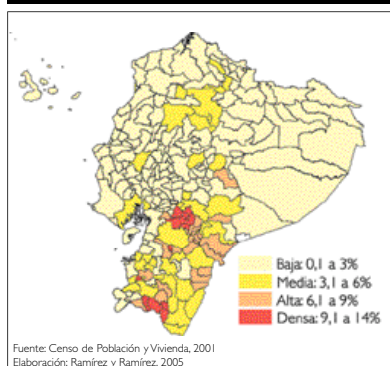 Baja: 0,1 a 3%
Media: 3,1 a 6%
Alta: 6,1 a 9%
Densa: 9,1 a 14%
Fuente: Censo de Población y Vivienda, 2001
Elaboración: Ramírez y Ramírez, 2005